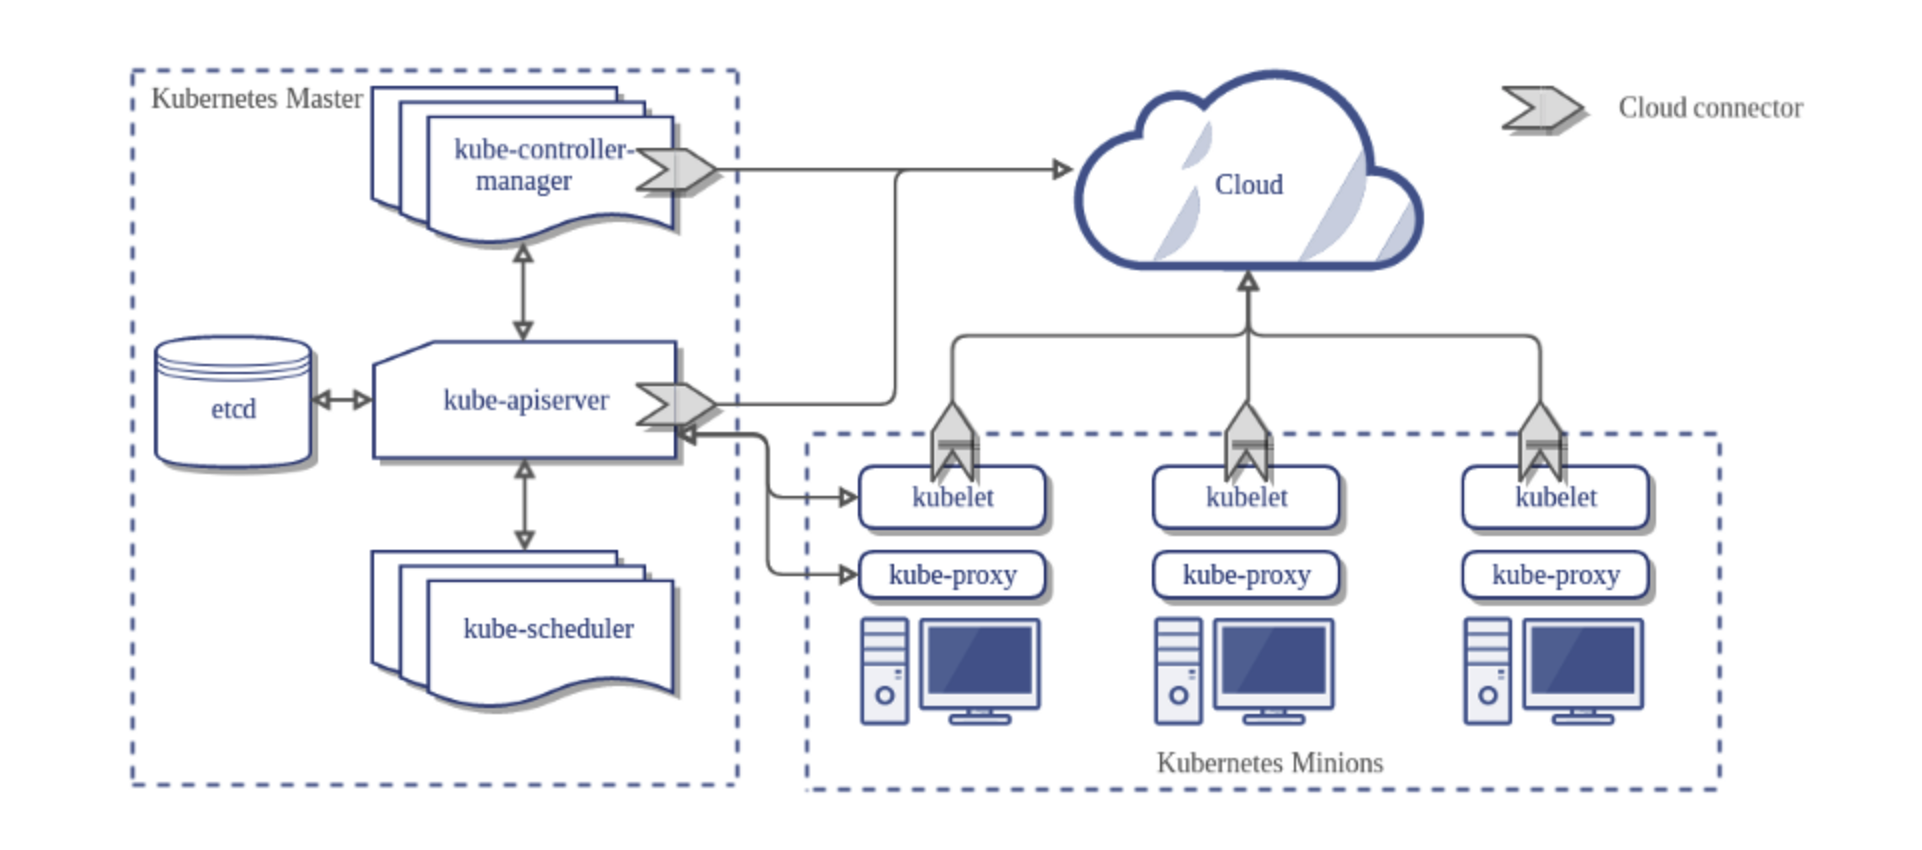 Kubernetes Master
kube-controller-
manager
Cloud
Cloud connector
etcd
kube-apiserver
kubelet
kubelet
kubelet
kube-proxy
kube-proxy
kube-proxy
kube-scheduler
Kubernetes Minions